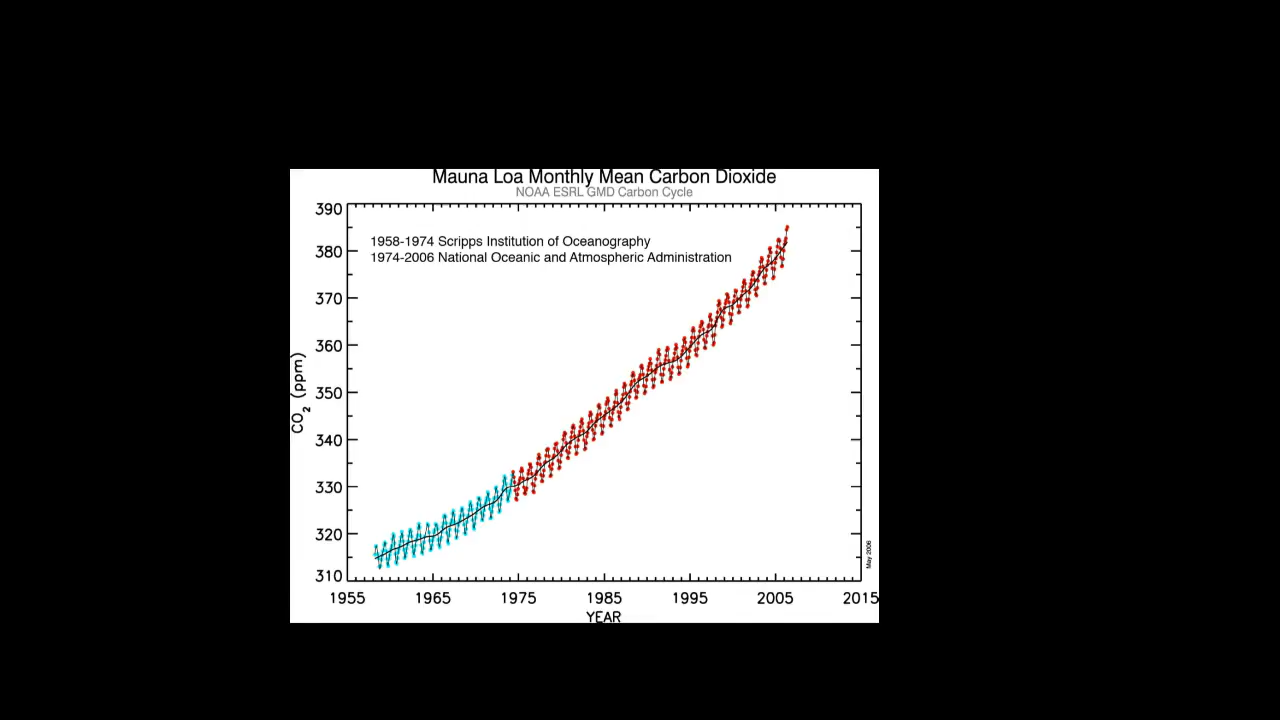 Mauna Loa Monthly Mean Carbon Dioxide
NOAA ESRL GMD Carbon Cycle
390
1958-1974 Scripps Institution of Oceanography
1974-2006 National Oceanic and Atmospheric Administration
380
370
360
350
340
330
320
310
CO2 (ppm)
May 2006
1955 1965 1975 1985 1995 2005 2015
YEAR